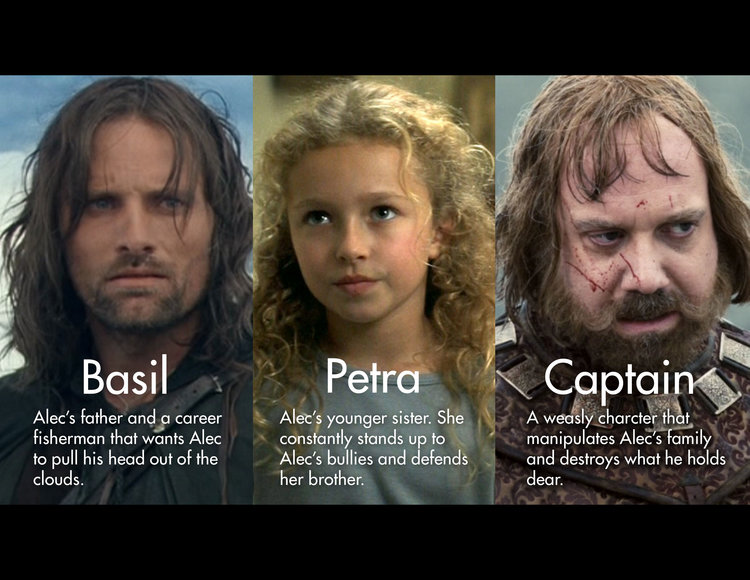 Basil
Alec's father and a career
fisherman that wants Alec
to pull his head out of the
clouds.
Petra
Alec's younger sister. She
constantly stands up to
Alec's bullies and defends
her brother.
Captain
A weasly charcter that
manipulates Alec's family
and destroys what he holds
dear.